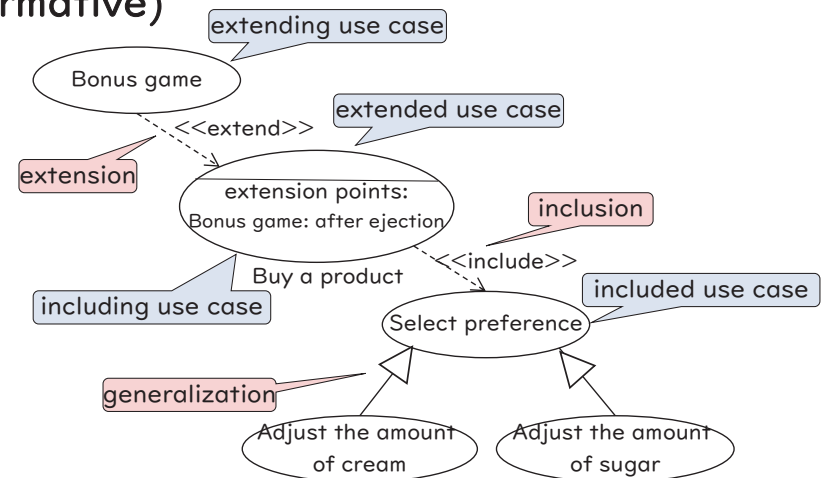 rmative)
extending use case
Bonus game
<<extend>>
extended use case
extension
extension points:
Bonus game: after ejection
inclusion
<<include>>
Buy a product
including use case
included use case
Select preference
generalization
Adjust the amount
of cream
Adjust the amount
of sugar